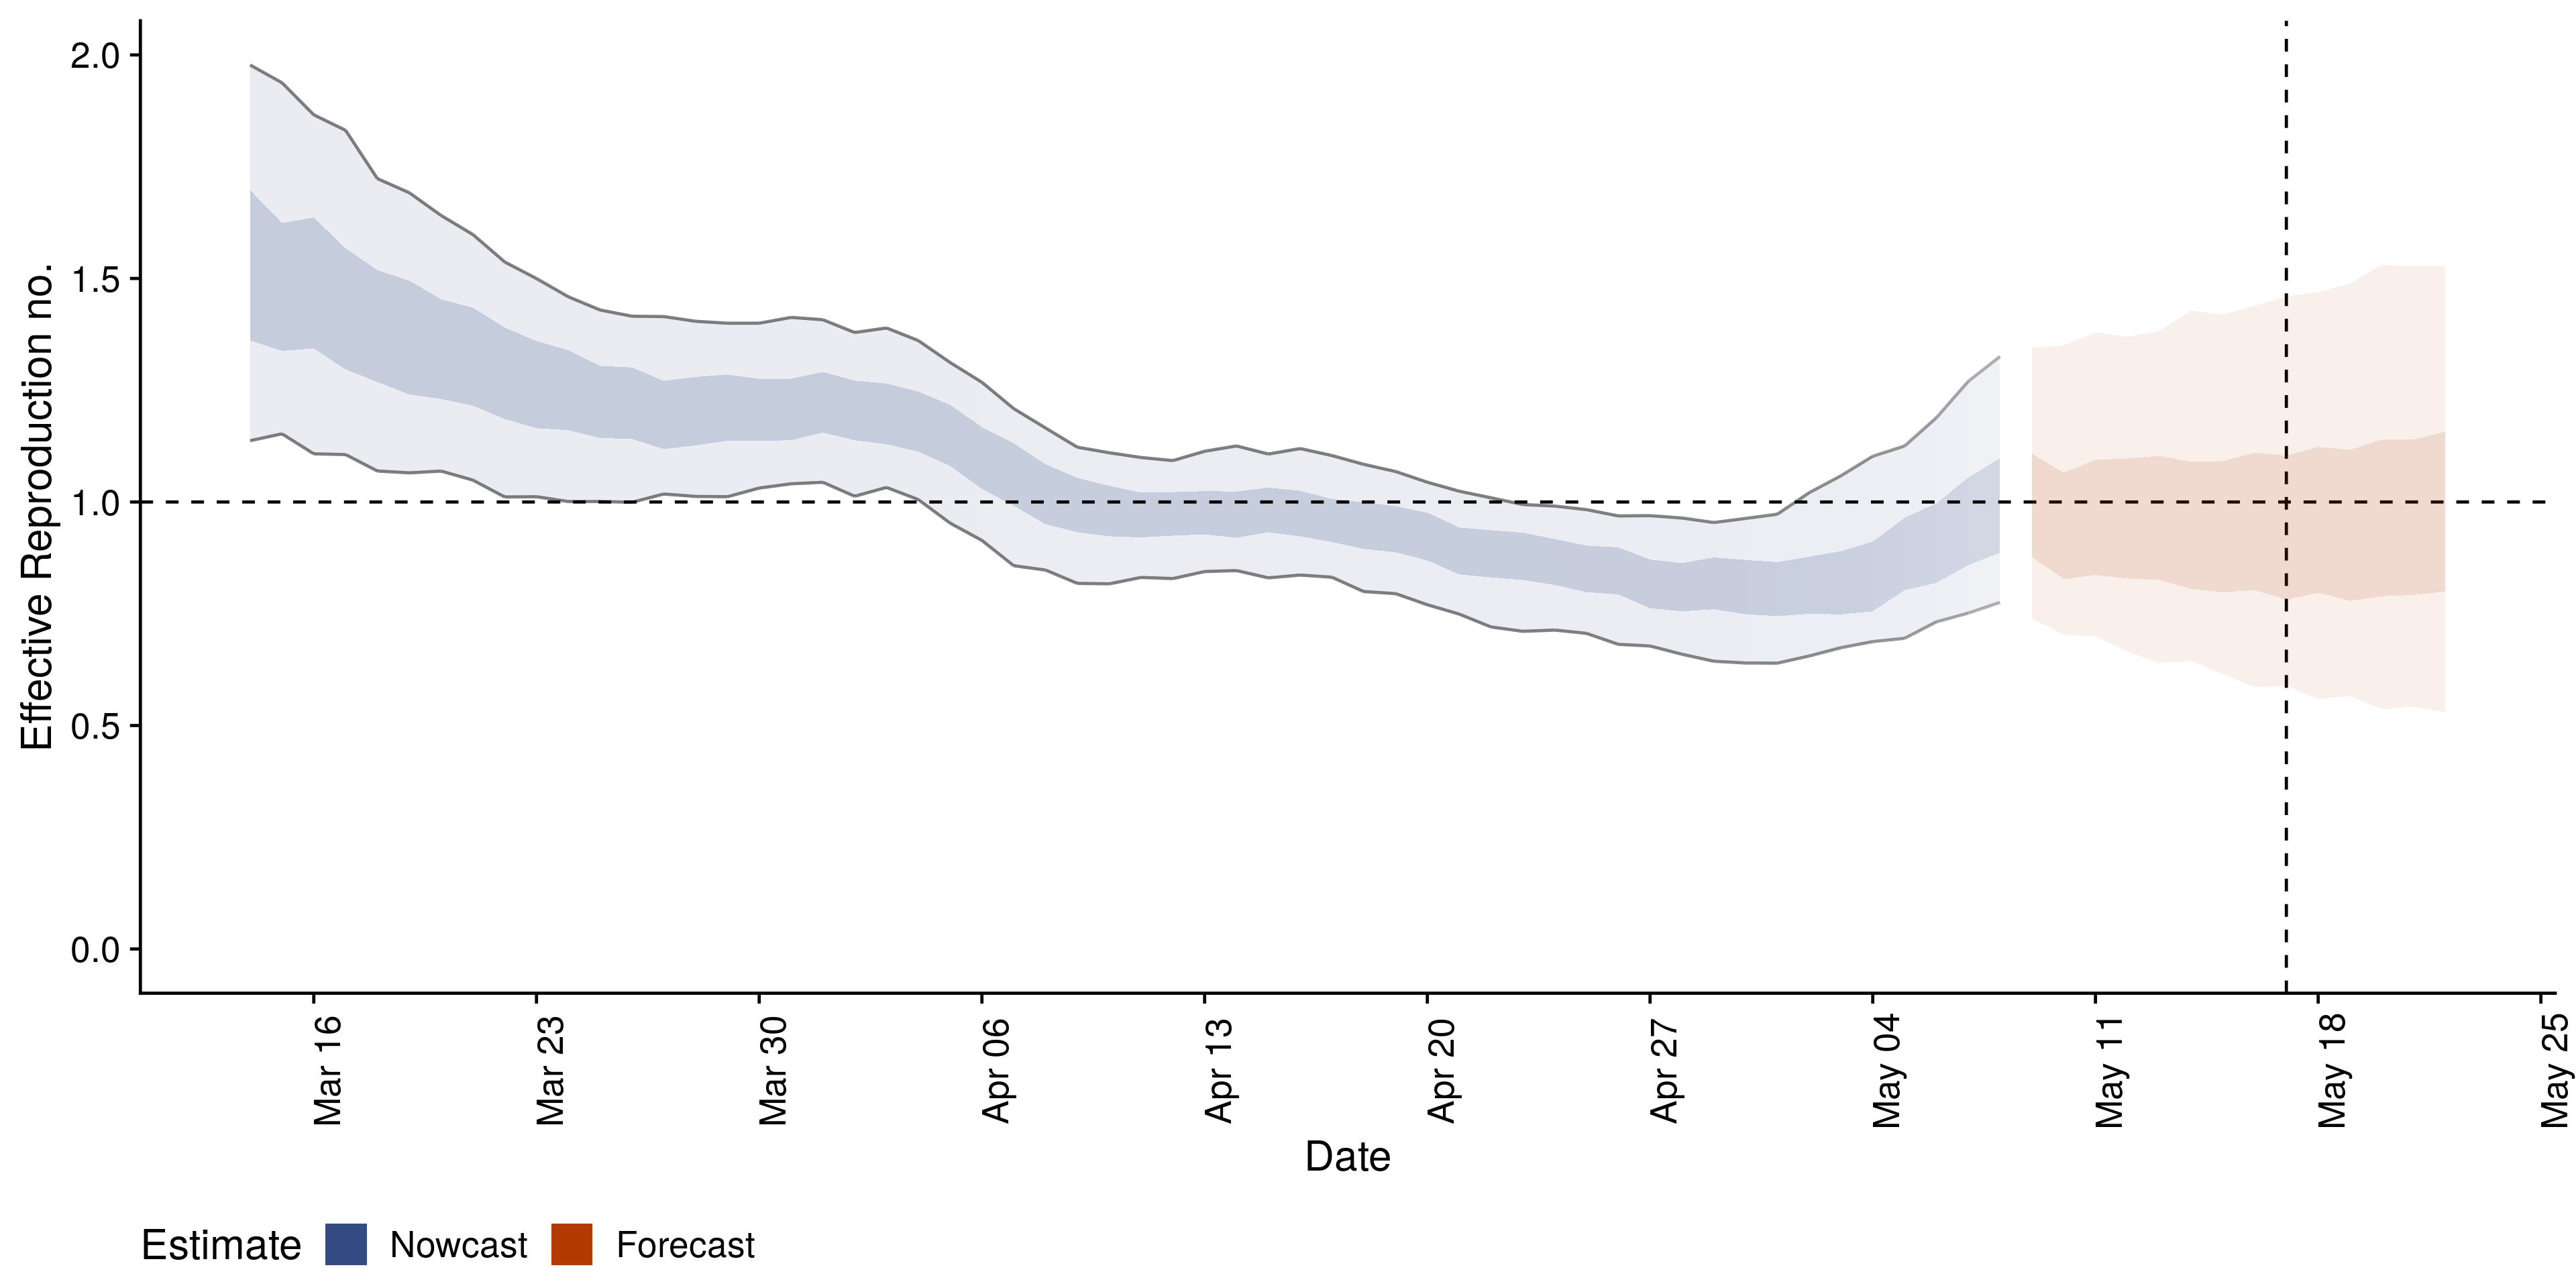 Effective Reproduction no.
2.0
1.5
1.0
0.5
0.0
Mar 16
Mar 23
Mar 30
Apr 06
Apr 13
Apr 20
Apr 27
May 04
May 11
May 18
May 25
Date
Estimate Nowcast Forecast